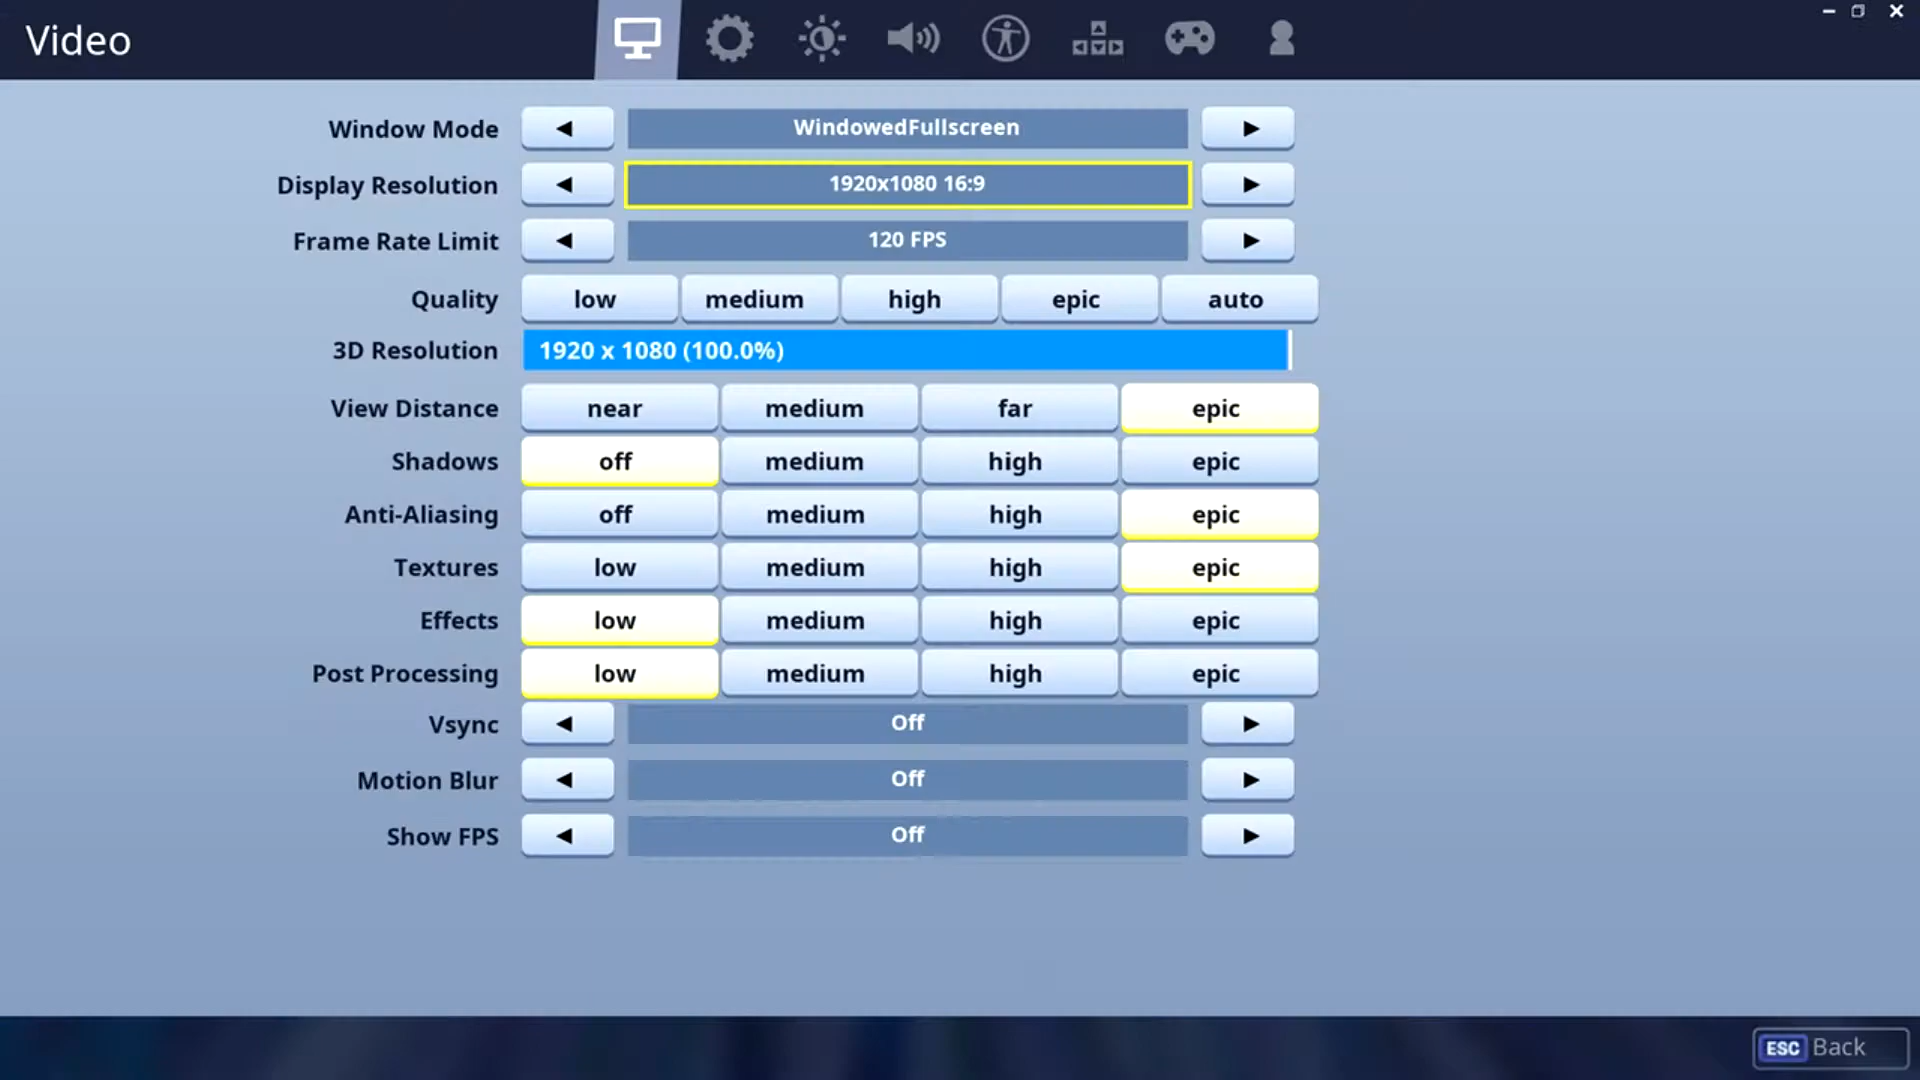 Video
Window Mode WindowedFullscreen
Display Resolution 1920x1080 16:9
Frame Rate Limit 120 FPS
Quality low medium high epic auto
3D Resolution 1920 x 1080 (100.0%)
View Distance near medium far epic
Shadows off medium high epic
Anti-Aliasing off medium high epic
Textures low medium high epic
Effects low medium high epic
Post Processing low medium high epic
Vsync Off
Motion Blur Off
Show FPS Off
ESC Back